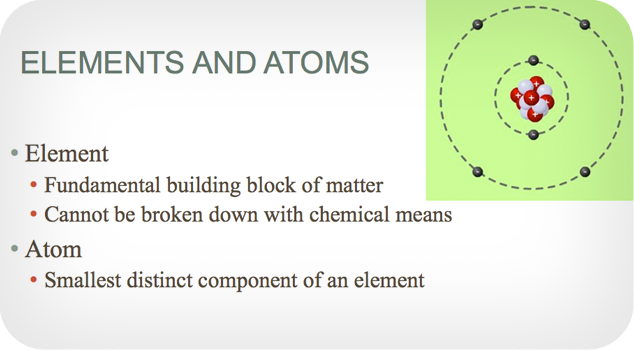 ELEMENTS AND ATOMS
• Element
• Fundamental building block of matter
• Cannot be broken down with chemical means
• Atom
• Smallest distinct component of an element